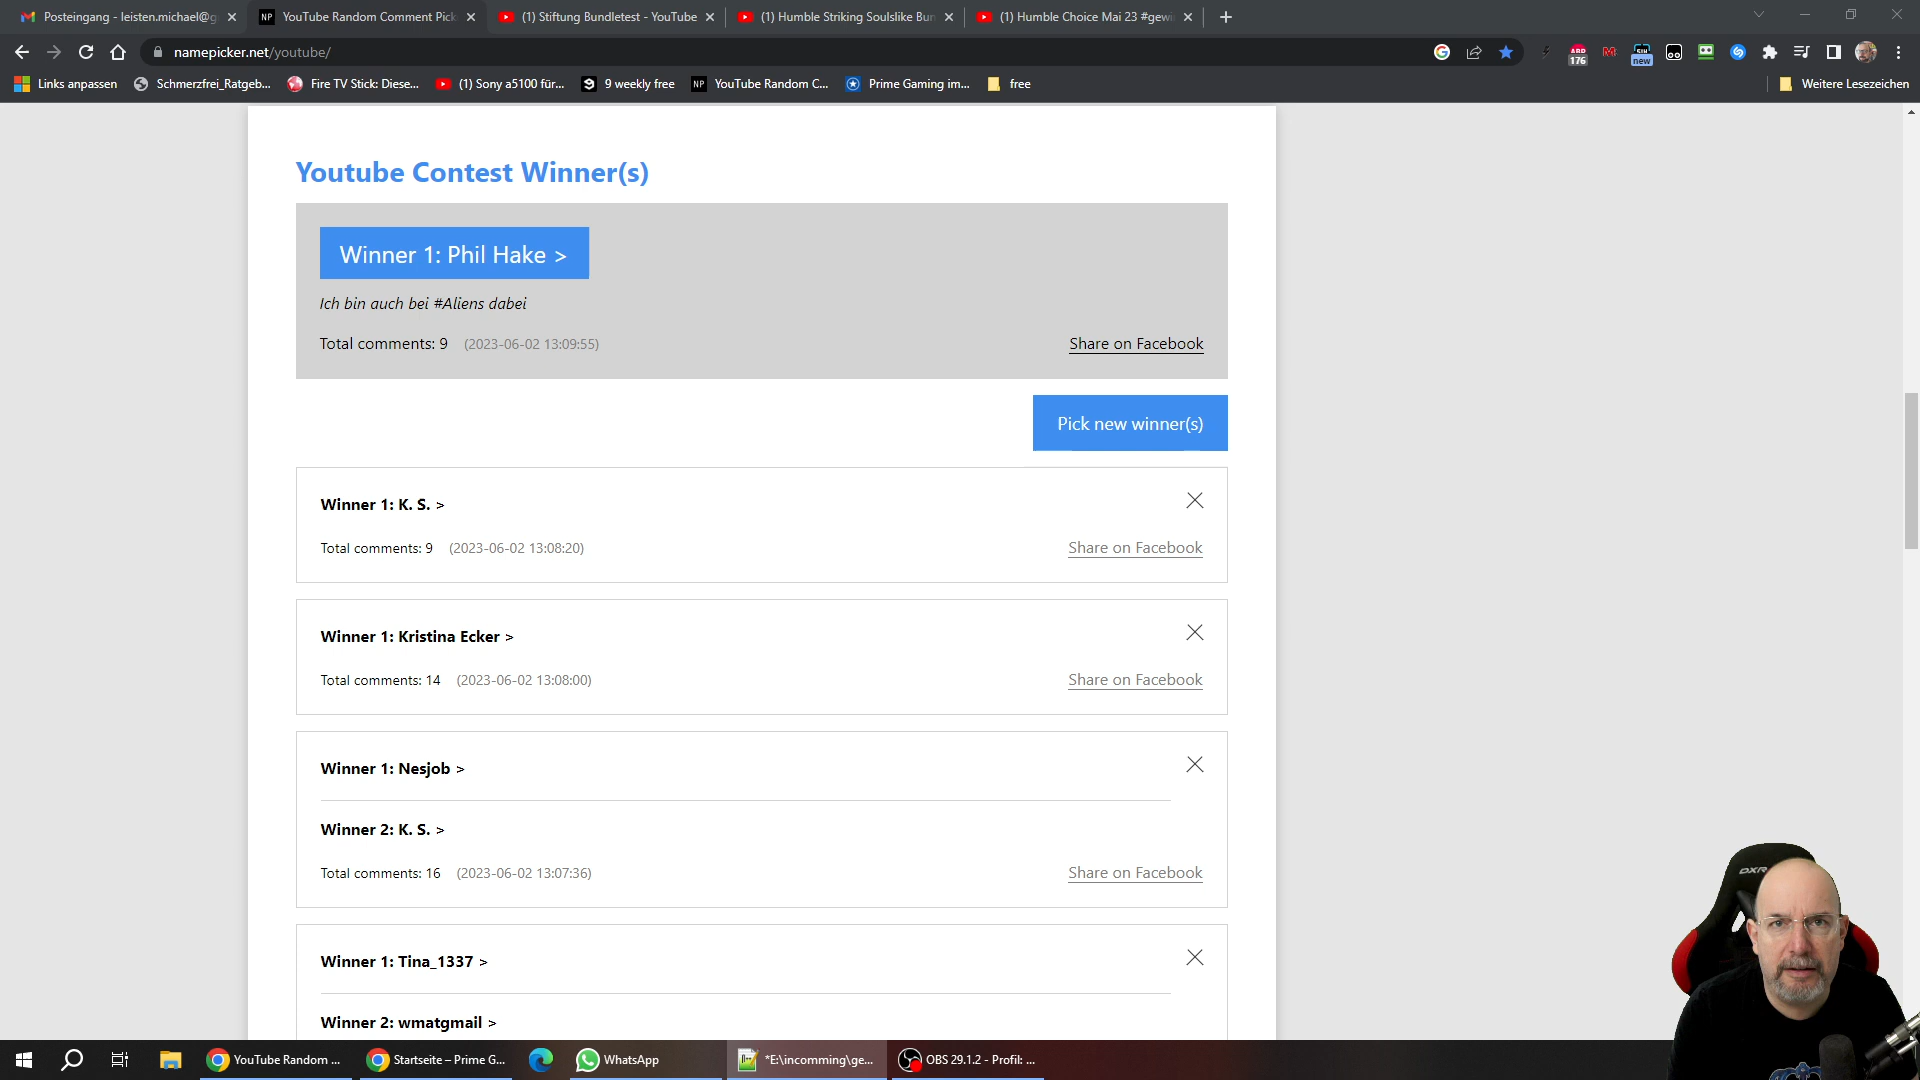 Posteingang - leisten.michael@g
YouTube Random Comment Pick
(1) Stiftung Bundletest - YouTube
(1) Humble Striking Soulslike Bun
(1) Humble Choice Mai 23 #gewi
namepicker.net/youtube/
ABP
176
new
Links anpassen
Schmerzfrei_Ratgeb...
Fire TV Stick: Diese...
(1) Sony a5100 für...
9 weekly free
NP
YouTube Random C...
Prime Gaming im...
free
Weitere Lesezeichen
Youtube Contest Winner(s)
Winner 1: Phil Hake >
Ich bin auch bei #Aliens dabei
Total comments: 9 (2023-06-02 13:09:55)
Share on Facebook
Pick new winner(s)
Winner 1: K. S. >
Total comments: 9 (2023-06-02 13:08:20)
Share on Facebook
Winner 1: Kristina Ecker >
Total comments: 14 (2023-06-02 13:08:00)
Share on Facebook
Winner 1: Nesjob >
Winner 2: K. S. >
Total comments: 16 (2023-06-02 13:07:36)
Share on Facebook
Winner 1: Tina_1337 >
Winner 2: wmatgmail >
DXR
YouTube Random ...
Startseite – Prime G...
WhatsApp
*E:\incomming\ge...
OBS 29.1.2 - Profil: ...